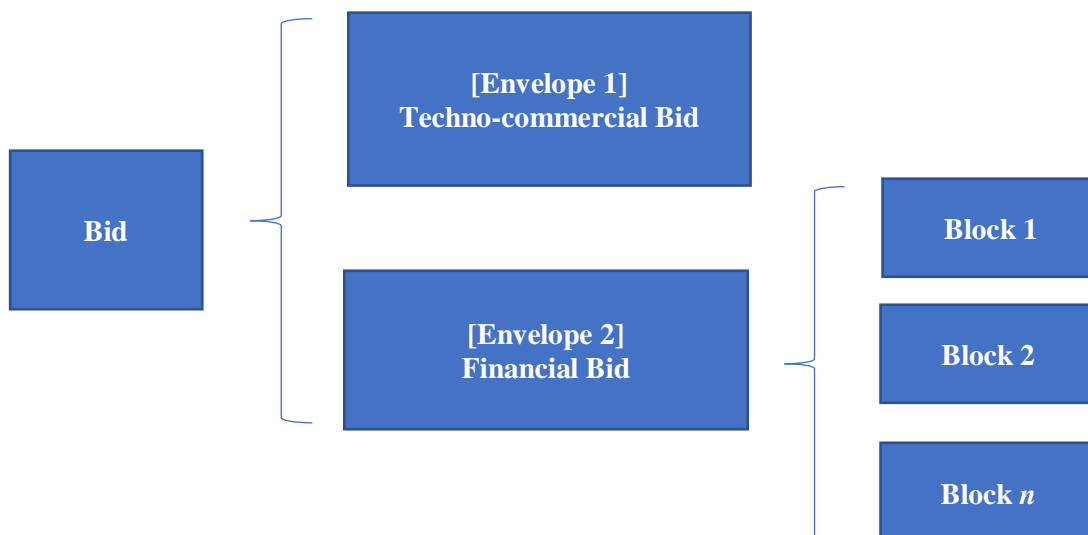 Bid
[Envelope 1]
Techno-commercial Bid
[Envelope 2]
Financial Bid
Block 1
Block 2
Block n